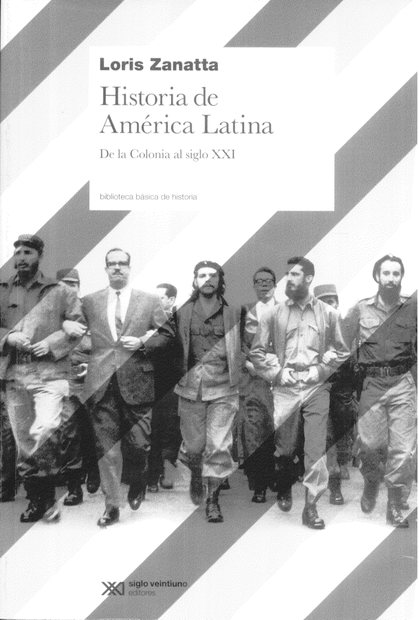 Loris Zanatta
Historia de
América Latina
De la Colonia al siglo XXI
biblioteca básica de historia
XXI siglo veintiuno
editores